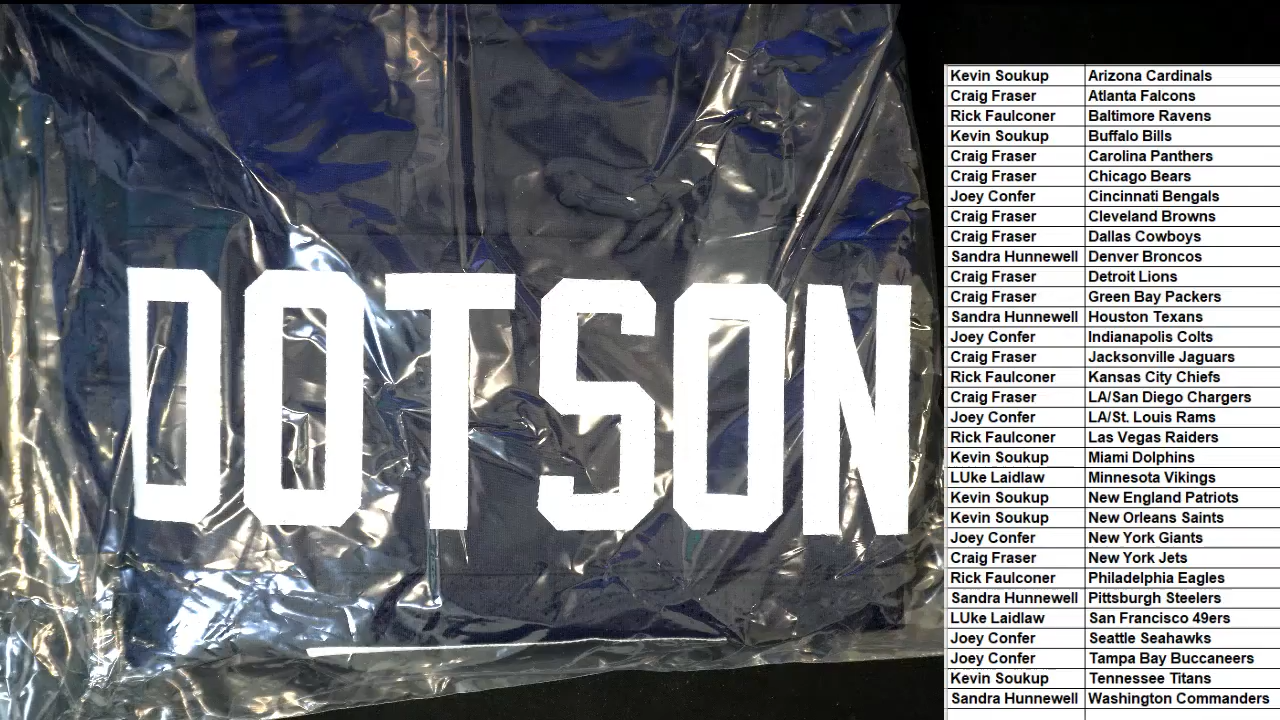 DOTSON
Kevin Soukup Arizona Cardinals
Craig Fraser Atlanta Falcons
Rick Faulconer Baltimore Ravens
Kevin Soukup Buffalo Bills
Craig Fraser Carolina Panthers
Craig Fraser Chicago Bears
Joey Confer Cincinnati Bengals
Craig Fraser Cleveland Browns
Craig Fraser Dallas Cowboys
Sandra Hunnewell Denver Broncos
Craig Fraser Detroit Lions
Craig Fraser Green Bay Packers
Sandra Hunnewell Houston Texans
Joey Confer Indianapolis Colts
Craig Fraser Jacksonville Jaguars
Rick Faulconer Kansas City Chiefs
Craig Fraser LA/San Diego Chargers
Joey Confer LA/St. Louis Rams
Rick Faulconer Las Vegas Raiders
Kevin Soukup Miami Dolphins
LUke Laidlaw Minnesota Vikings
Kevin Soukup New England Patriots
Kevin Soukup New Orleans Saints
Joey Confer New York Giants
Craig Fraser New York Jets
Rick Faulconer Philadelphia Eagles
Sandra Hunnewell Pittsburgh Steelers
LUke Laidlaw San Francisco 49ers
Joey Confer Seattle Seahawks
Joey Confer Tampa Bay Buccaneers
Kevin Soukup Tennessee Titans
Sandra Hunnewell Washington Commanders